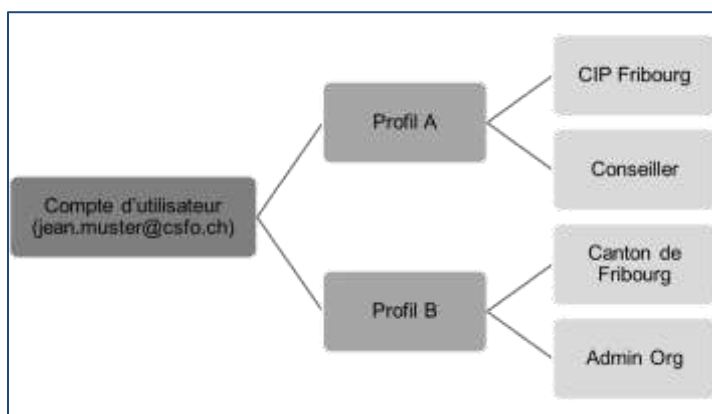 Compte d'utilisateur
(jean.muster@csfo.ch)
Profil A
CIP Fribourg
Conseiller
Profil B
Canton de
Fribourg
Admin Org